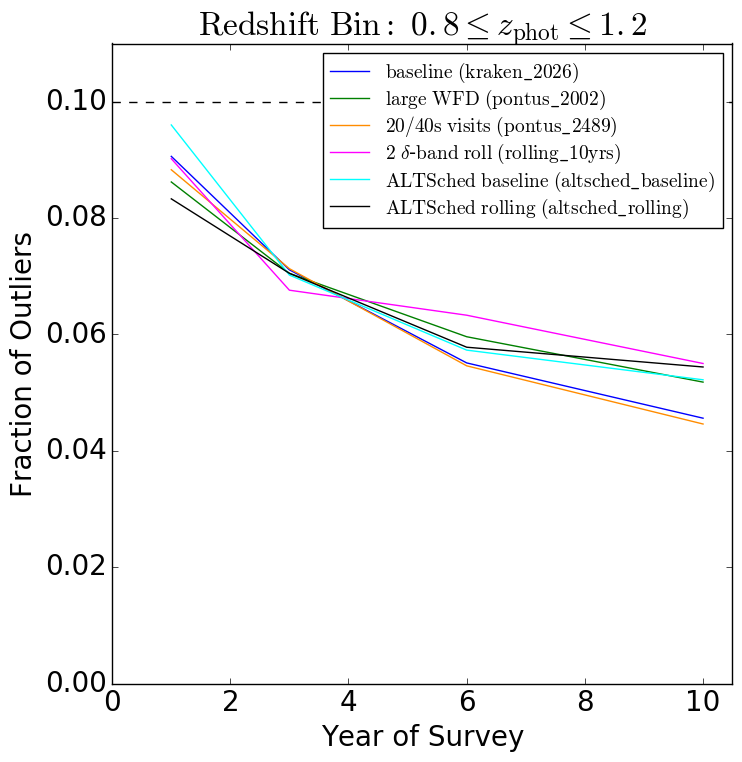 Redshift Bin: 0.8 ≤ z_phot ≤ 1.2
baseline (kraken_2026)
large WFD (pontus_2002)
20/40s visits (pontus_2489)
2 δ-band roll (rolling_10yrs)
ALTSched baseline (altsched_baseline)
ALTSched rolling (altsched_rolling)
0.10
0.08
0.06
0.04
0.02
0.00
Fraction of Outliers
0 2 4 6 8 10
Year of Survey